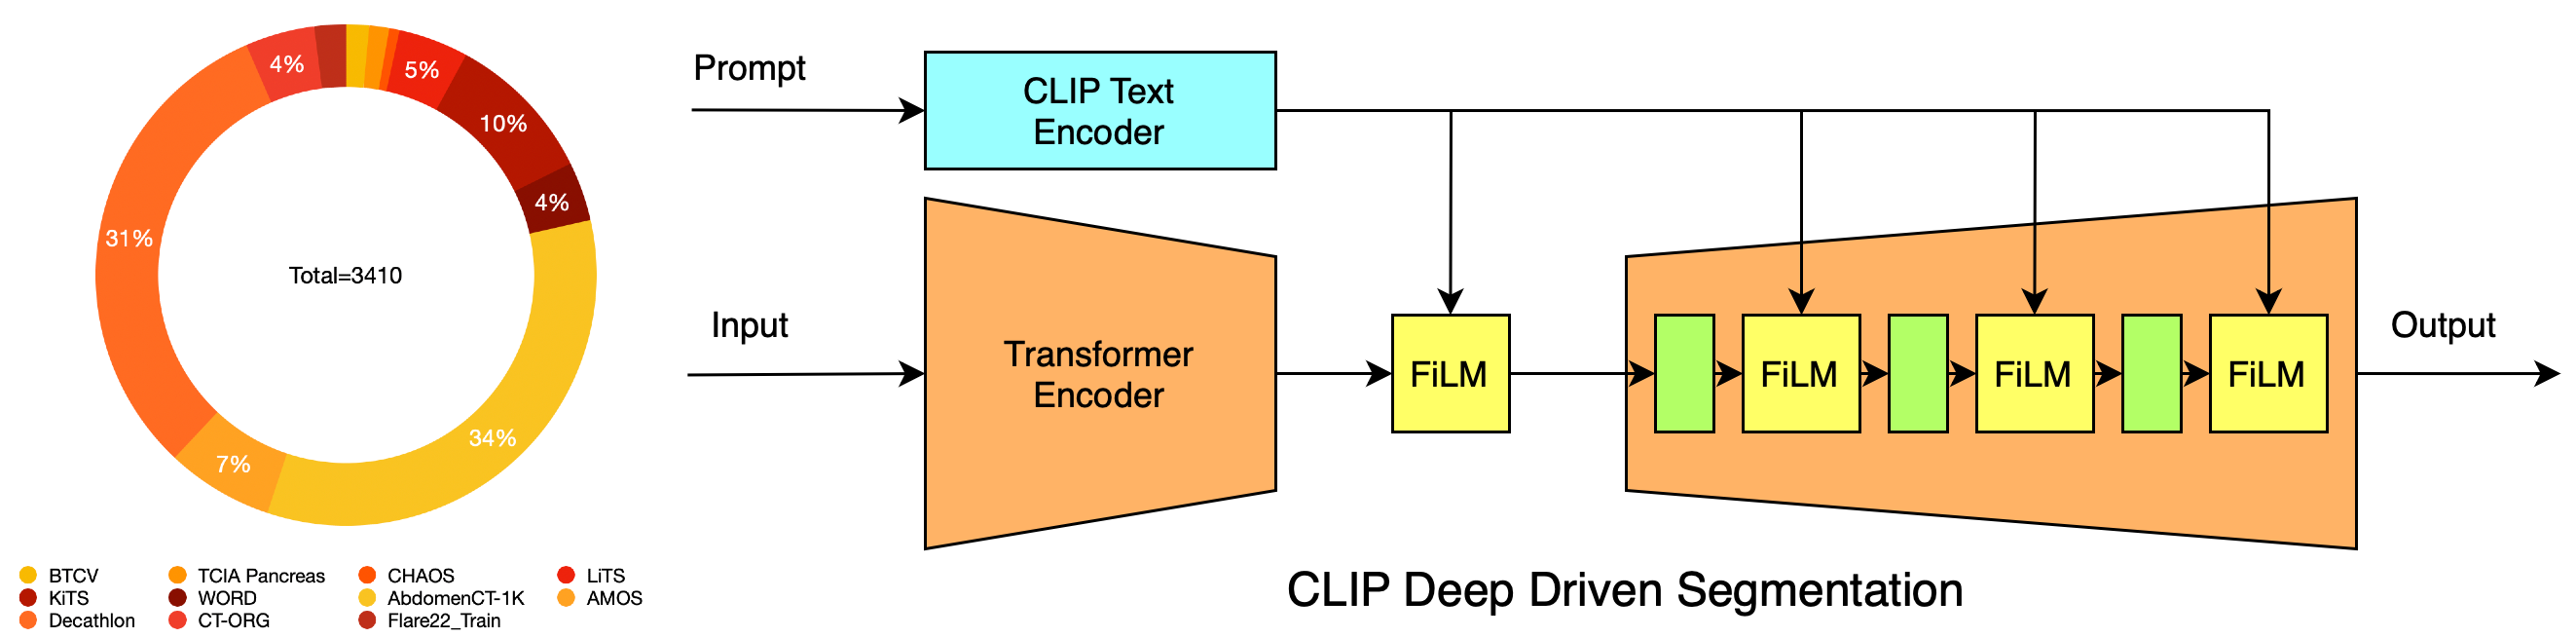 4%
5%
10%
4%
31%
Total=3410
34%
7%
BTCV
TCIA Pancreas
CHAOS
LiTS
KiTS
WORD
AbdomenCT-1K
AMOS
Decathlon
CT-ORG
Flare22_Train
Prompt
CLIP Text
Encoder
Input
Transformer
Encoder
FiLM
FiLM
FiLM
FiLM
Output
CLIP Deep Driven Segmentation